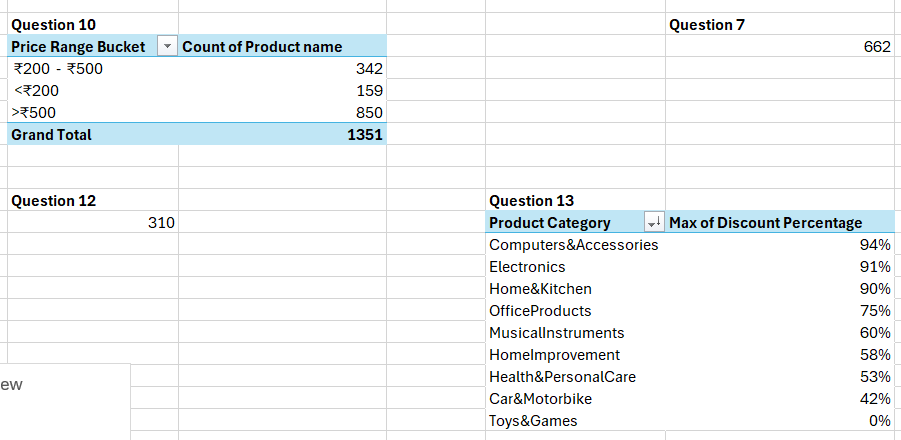 Question 10
Question 7
Price Range Bucket Count of Product name
662
₹200 - ₹500 342
<₹200 159
>₹500 850
Grand Total 1351
Question 12
Question 13
310
Product Category Max of Discount Percentage
Computers&Accessories 94%
Electronics 91%
Home&Kitchen 90%
OfficeProducts 75%
MusicalInstruments 60%
HomeImprovement 58%
Health&PersonalCare 53%
Car&Motorbike 42%
Toys&Games 0%
ew